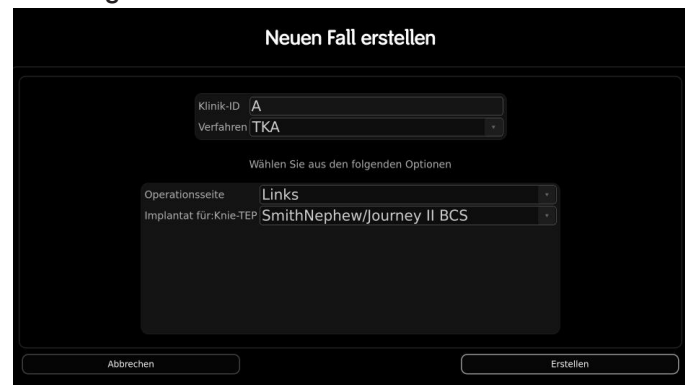 Neuen Fall erstellen
Klinik-ID A
Verfahren TKA
Wählen Sie aus den folgenden Optionen
Operationsseite Links
Implantat für:Knie-TEP SmithNephew/Journey II BCS
Abbrechen Erstellen